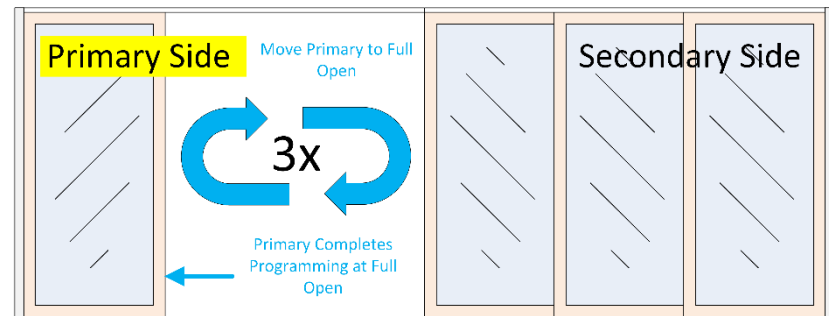 Primary Side
Move Primary to Full
Open
Secondary Side
3x
Primary Completes
Programming at Full
Open